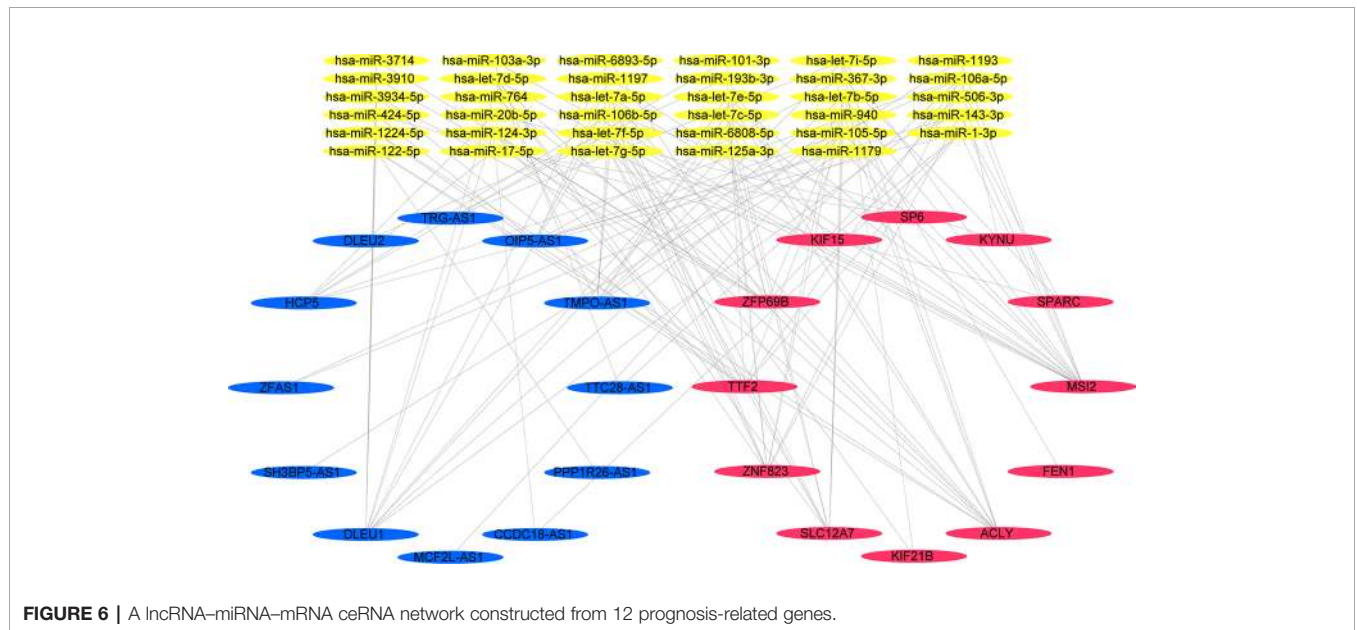 hsa-miR-3714 hsa-miR-103a-3p hsa-miR-6893-5p hsa-miR-101-3p hsa-let-7i-5p hsa-miR-1193
hsa-miR-3910 hsa-let-7d-5p hsa-miR-1197 hsa-miR-193b-3p hsa-miR-367-3p hsa-miR-106a-5p
hsa-miR-3934-5p hsa-miR-764 hsa-let-7a-5p hsa-let-7e-5p hsa-let-7b-5p hsa-miR-506-3p
hsa-miR-424-5p hsa-miR-20b-5p hsa-miR-106b-5p hsa-let-7c-5p hsa-miR-940 hsa-miR-143-3p
hsa-miR-1224-5p hsa-miR-124-3p hsa-let-7f-5p hsa-miR-6808-5p hsa-miR-105-5p hsa-miR-1-3p
hsa-miR-122-5p hsa-miR-17-5p hsa-let-7g-5p hsa-miR-125a-3p hsa-miR-1179
TRG-AS1 SP6
DLEU2 OIP5-AS1 KIF15 KYNU
HCP5 TMPO-AS1 ZFP69B SPARC
ZFAS1 TTC28-AS1 TTF2 MSI2
SH3BP5-AS1 PPP1R26-AS1 ZNF823 FEN1
DLEU1 CCDC18-AS1 SLC12A7 ACLY
MCF2L-AS1 KIF21B
FIGURE 6 | A lncRNA–miRNA–mRNA ceRNA network constructed from 12 prognosis-related genes.